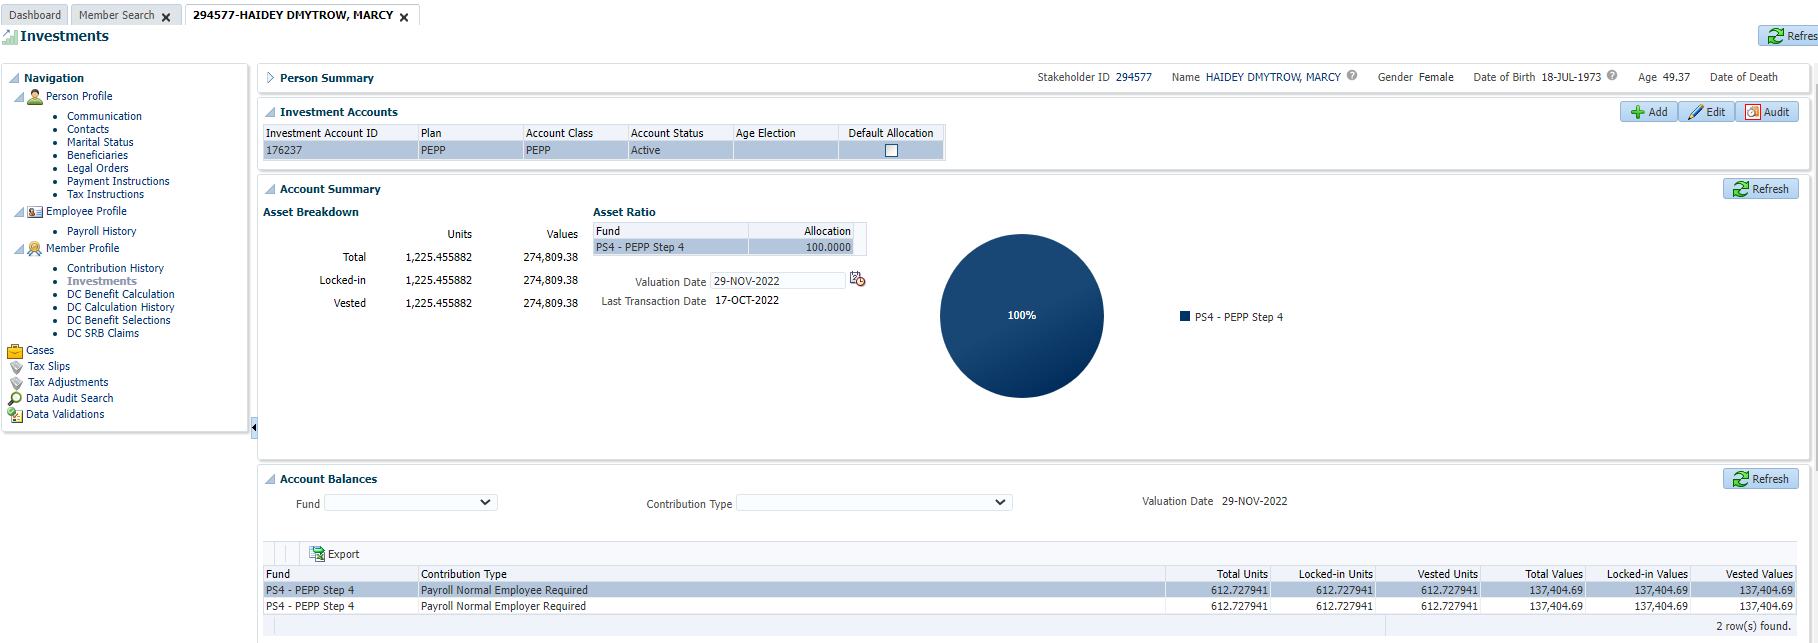 Dashboard Member Search 294577-HAIDEY DMYTROW, MARCY
Investments
Navigation
Person Profile
Communication
Contacts
Marital Status
Beneficiaries
Legal Orders
Payment Instructions
Tax Instructions
Employee Profile
Payroll History
Member Profile
Contribution History
Investments
DC Benefit Calculation
DC Calculation History
DC Benefit Selections
DC SRB Claims
Cases
Tax Slips
Tax Adjustments
Data Audit Search
Data Validations
Refres
Person Summary Stakeholder ID 294577 Name HAIDEY DMYTROW, MARCY Gender Female Date of Birth 18-JUL-1973 Age 49.37 Date of Death
Investment Accounts Add Edit Audit
Investment Account ID Plan Account Class Account Status Age Election Default Allocation
176237 PEPP PEPP Active
Account Summary Refresh
Asset Breakdown
Units Values
Total 1,225.455882 274,809.38
Locked-in 1,225.455882 274,809.38
Vested 1,225.455882 274,809.38
Asset Ratio
Fund Allocation
PS4 - PEPP Step 4 100.0000
Valuation Date 29-NOV-2022
Last Transaction Date 17-OCT-2022
100%
PS4 - PEPP Step 4
Account Balances Refresh
Fund Contribution Type Valuation Date 29-NOV-2022
Export
Fund Contribution Type Total Units Locked-in Units Vested Units Total Values Locked-in Values Vested Values
PS4 - PEPP Step 4 Payroll Normal Employee Required 612.727941 612.727941 612.727941 137,404.69 137,404.69 137,404.69
PS4 - PEPP Step 4 Payroll Normal Employer Required 612.727941 612.727941 612.727941 137,404.69 137,404.69 137,404.69
2 row(s) found.